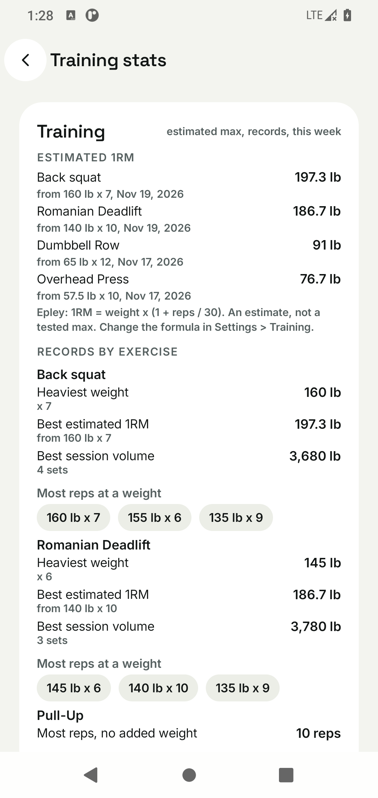 1:28
LTE
Training stats
Training
estimated max, records, this week
ESTIMATED 1RM
Back squat 197.3 lb
from 160 lb x 7, Nov 19, 2026
Romanian Deadlift 186.7 lb
from 140 lb x 10, Nov 19, 2026
Dumbbell Row 91 lb
from 65 lb x 12, Nov 17, 2026
Overhead Press 76.7 lb
from 57.5 lb x 10, Nov 17, 2026
Epley: 1RM = weight x (1 + reps / 30). An estimate, not a
tested max. Change the formula in Settings > Training.
RECORDS BY EXERCISE
Back squat
Heaviest weight 160 lb
x 7
Best estimated 1RM 197.3 lb
from 160 lb x 7
Best session volume 3,680 lb
4 sets
Most reps at a weight
160 lb x 7 155 lb x 6 135 lb x 9
Romanian Deadlift
Heaviest weight 145 lb
x 6
Best estimated 1RM 186.7 lb
from 140 lb x 10
Best session volume 3,780 lb
3 sets
Most reps at a weight
145 lb x 6 140 lb x 10 135 lb x 9
Pull-Up
Most reps, no added weight 10 reps